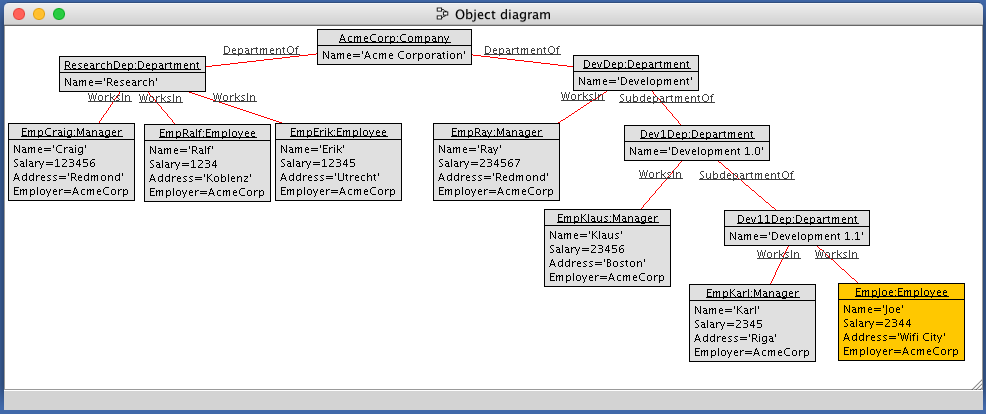 Object diagram
AcmeCorp:Company
Name='Acme Corporation'
DepartmentOf
DepartmentOf
ResearchDep:Department
Name='Research'
DevDep:Department
Name='Development'
WorksIn
WorksIn
WorksIn
WorksIn
SubdepartmentOf
EmpCraig:Manager
Name='Craig'
Salary=123456
Address='Redmond'
Employer=AcmeCorp
EmpRalf:Employee
Name='Ralf'
Salary=1234
Address='Koblenz'
Employer=AcmeCorp
EmpErik:Employee
Name='Erik'
Salary=12345
Address='Utrecht'
Employer=AcmeCorp
EmpRay:Manager
Name='Ray'
Salary=234567
Address='Redmond'
Employer=AcmeCorp
Dev1Dep:Department
Name='Development 1.0'
WorksIn
SubdepartmentOf
EmpKlaus:Manager
Name='Klaus'
Salary=23456
Address='Boston'
Employer=AcmeCorp
Dev11Dep:Department
Name='Development 1.1'
WorksIn
WorksIn
EmpKarl:Manager
Name='Karl'
Salary=2345
Address='Riga'
Employer=AcmeCorp
EmpJoe:Employee
Name='Joe'
Salary=2344
Address='Wifi City'
Employer=AcmeCorp